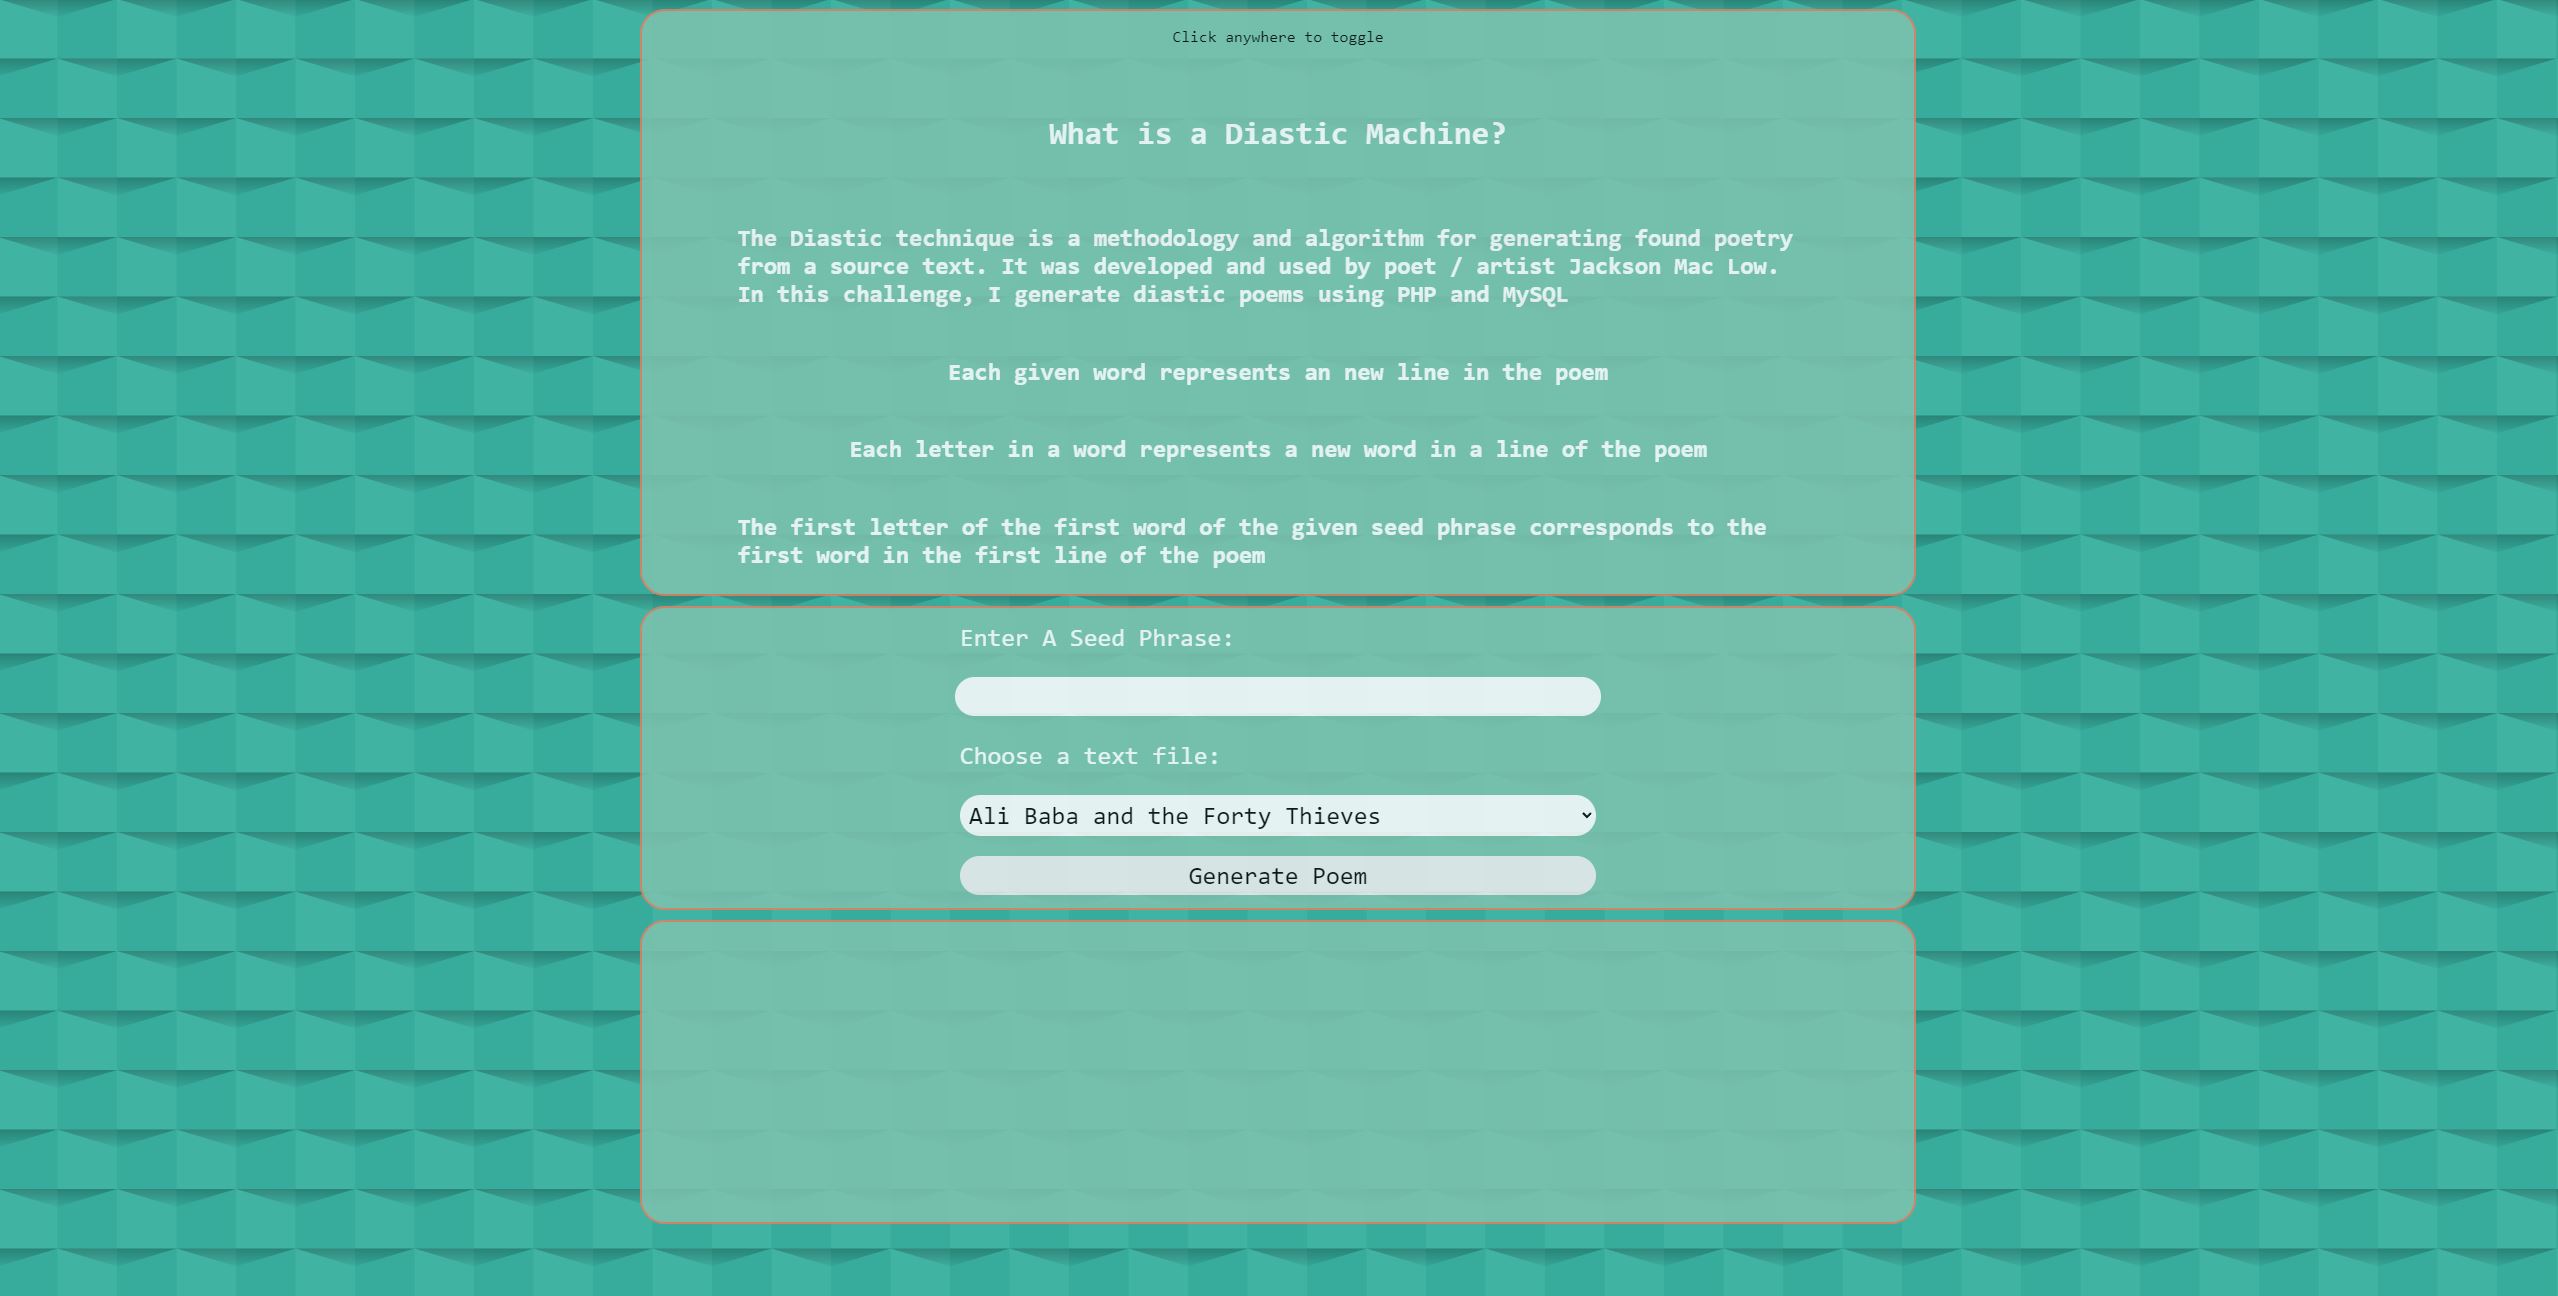 Click anywhere to toggle
What is a Diastic Machine?
The Diastic technique is a methodology and algorithm for generating found poetry
from a source text. It was developed and used by poet / artist Jackson Mac Low.
In this challenge, I generate diastic poems using PHP and MySQL
Each given word represents an new line in the poem
Each letter in a word represents a new word in a line of the poem
The first letter of the first word of the given seed phrase corresponds to the
first word in the first line of the poem
Enter A Seed Phrase:
Choose a text file:
Ali Baba and the Forty Thieves
Generate Poem